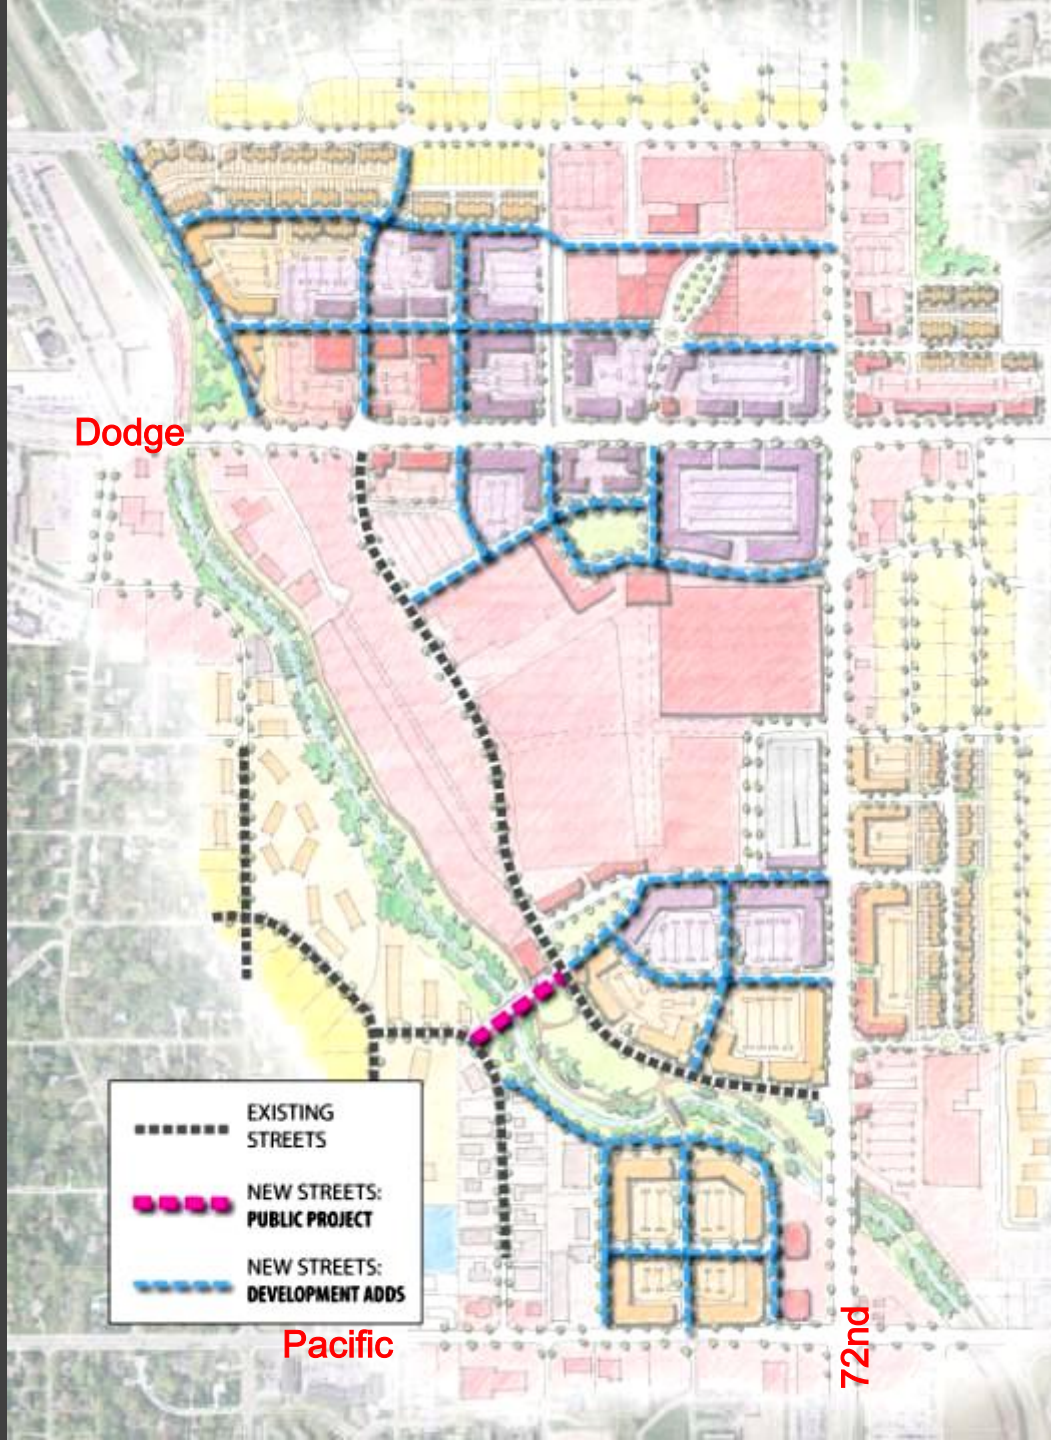 Dodge
EXISTING
STREETS
NEW STREETS:
PUBLIC PROJECT
NEW STREETS:
DEVELOPMENT ADDS
Pacific
72nd